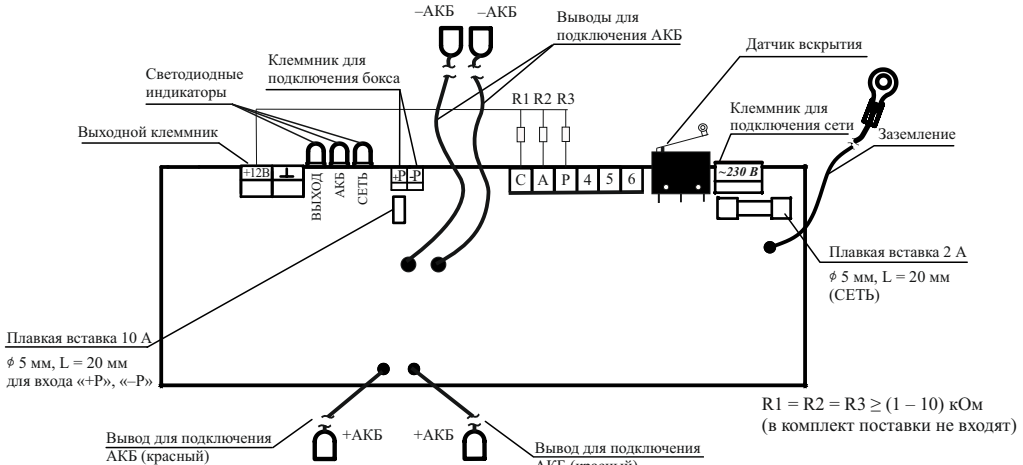 –АКБ
–АКБ
Выводы для
подключения АКБ
Датчик вскрытия
Светодиодные
индикаторы
Клеммник для
подключения бокса
R1 R2 R3
Клеммник для
подключения сети
Заземление
Выходной клеммник
+12В
ВЫХОД
АКБ
СЕТЬ
+Р -Р
С А Р 4 5 6
~230 В
Плавкая вставка 2 А
ϕ 5 мм, L = 20 мм
(СЕТЬ)
Плавкая вставка 10 А
ϕ 5 мм, L = 20 мм
для входа «+Р», «–Р»
R1 = R2 = R3 ≥ (1 – 10) кОм
(в комплект поставки не входят)
+АКБ
+АКБ
Вывод для подключения
АКБ (красный)
Вывод для подключения
АКБ (красный)